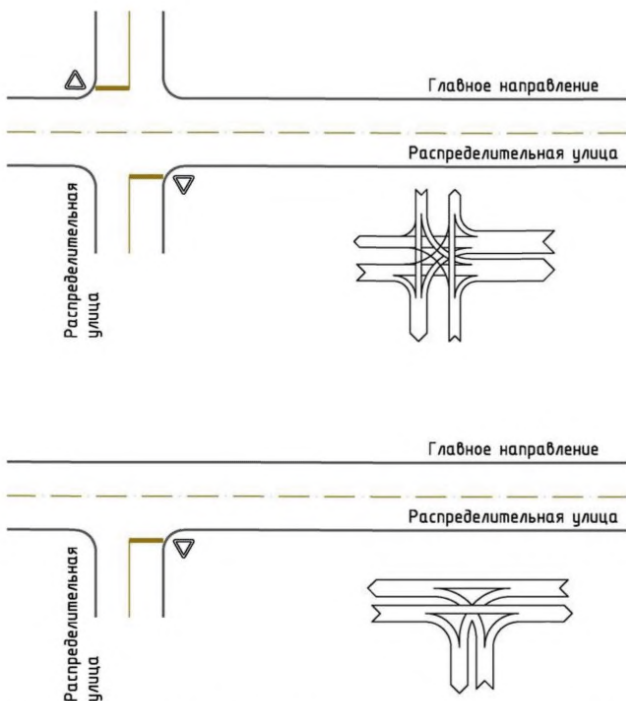 Главное направление
Распределительная улица
Распределительная
улица
Главное направление
Распределительная улица
Распределительная
улица